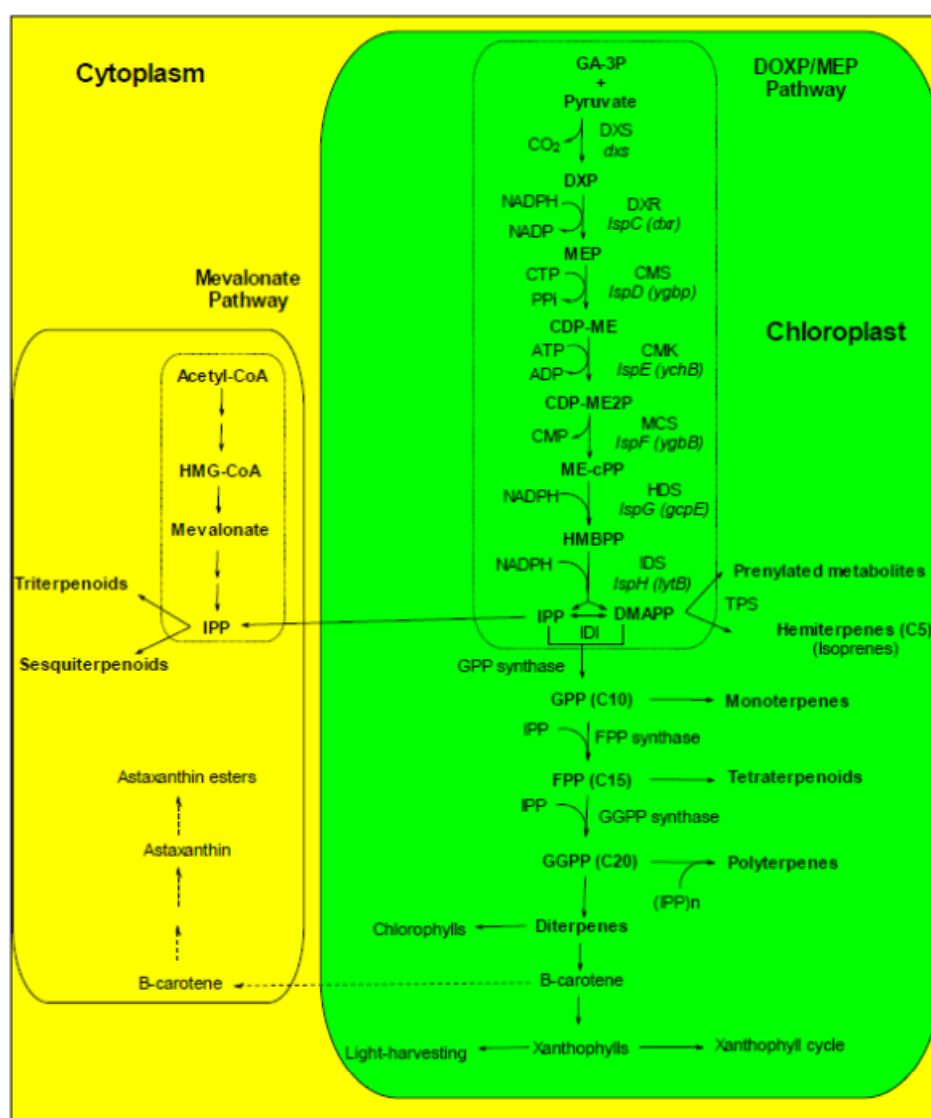 Cytoplasm
GA-3P
+
Pyruvate
DOXP/MEP
Pathway
DXS
dxs
CO₂
DXP
NADPH
NADP
DXR
IspC (dxr)
MEP
CTP
PPi
CMS
IspD (ygbp)
Mevalonate
Pathway
CDP-ME
Chloroplast
ATP
ADP
CMK
IspE (ychB)
CDP-ME2P
CMP
MCS
IspF (ygbB)
ME-cPP
NADPH
HDS
IspG (gcpE)
HMBPP
NADPH
IDS
IspH (lytB)
Acetyl-CoA
HMG-CoA
Mevalonate
Triterpenoids
IPP
Sesquiterpenoids
IPP
DMAPP
IDI
Prenylated metabolites
TPS
Hemiterpenes (C5)
(Isoprenes)
GPP synthase
GPP (C10)
Monoterpenes
IPP
FPP synthase
FPP (C15)
Tetraterpenoids
IPP
GGPP synthase
GGPP (C20)
Polyterpenes
(IPP)n
Chlorophylls
Diterpenes
Astaxanthin esters
Astaxanthin
B-carotene
B-carotene
Light-harvesting
Xanthophylls
Xanthophyll cycle